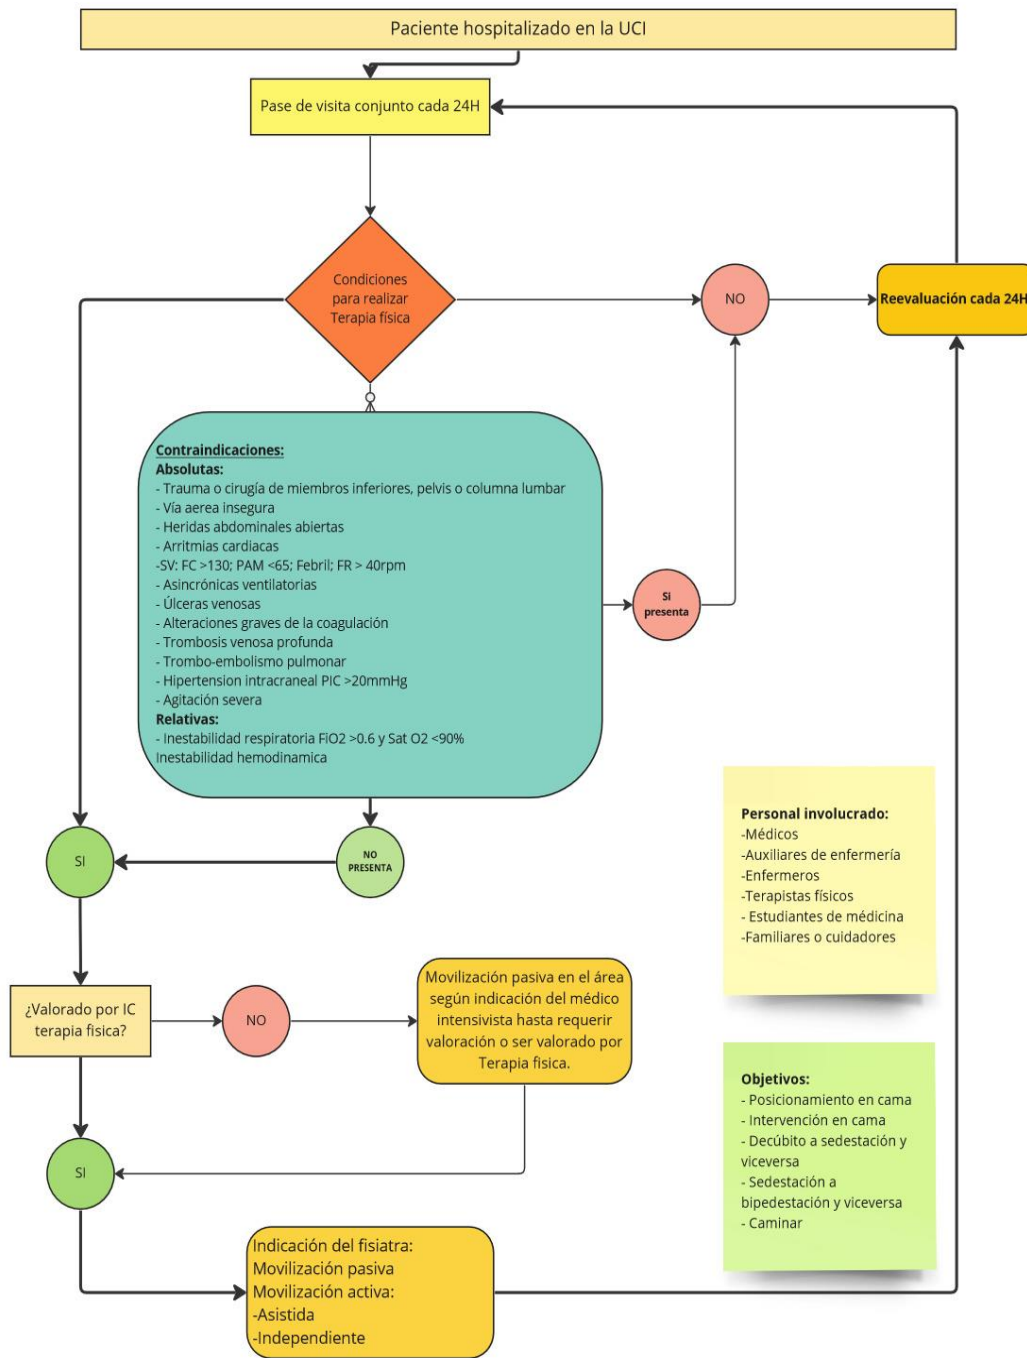 Paciente hospitalizado en la UCI
Pase de visita conjunto cada 24H
Condiciones
para realizar
Terapia física
NO
Reevaluación cada 24H
Contraindicaciones:
Absolutas:
- Trauma o cirugía de miembros inferiores, pelvis o columna lumbar
- Vía aerea insegura
- Heridas abdominales abiertas
- Arritmias cardiacas
-SV: FC >130; PAM <65; Febril; FR > 40rpm
- Asincrónicas ventilatorias
- Úlceras venosas
- Alteraciones graves de la coagulación
- Trombosis venosa profunda
- Trombo-embolismo pulmonar
- Hipertension intracraneal PIC >20mmHg
- Agitación severa
Relativas:
- Inestabilidad respiratoria FiO2 >0.6 y Sat O2 <90%
Inestabilidad hemodinamica
Si
presenta
SI
NO
PRESENTA
Personal involucrado:
-Médicos
-Auxiliares de enfermería
-Enfermeros
-Terapistas físicos
- Estudiantes de médicina
-Familiares o cuidadores
¿Valorado por IC
terapia fisica?
NO
Movilización pasiva en el área
según indicación del médico
intensivista hasta requerir
valoración o ser valorado por
Terapia fisica.
Objetivos:
- Posicionamiento en cama
- Intervención en cama
- Decúbito a sedestación y
viceversa
- Sedestación a
bipedestación y viceversa
- Caminar
SI
Indicación del fisiatra:
Movilización pasiva
Movilización activa:
-Asistida
-Independiente